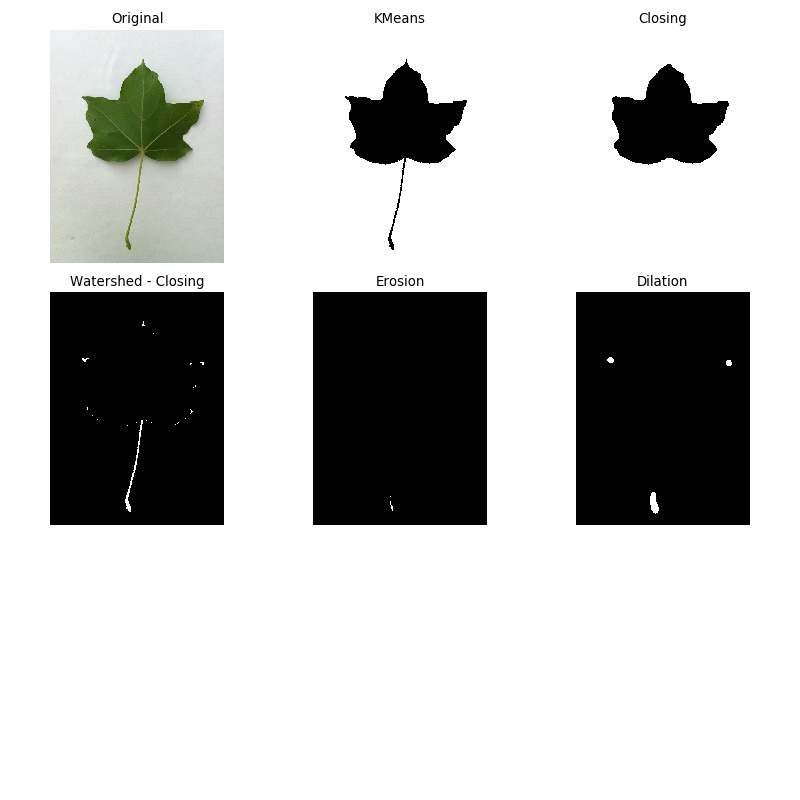 Original
KMeans
Closing
Watershed - Closing
Erosion
Dilation